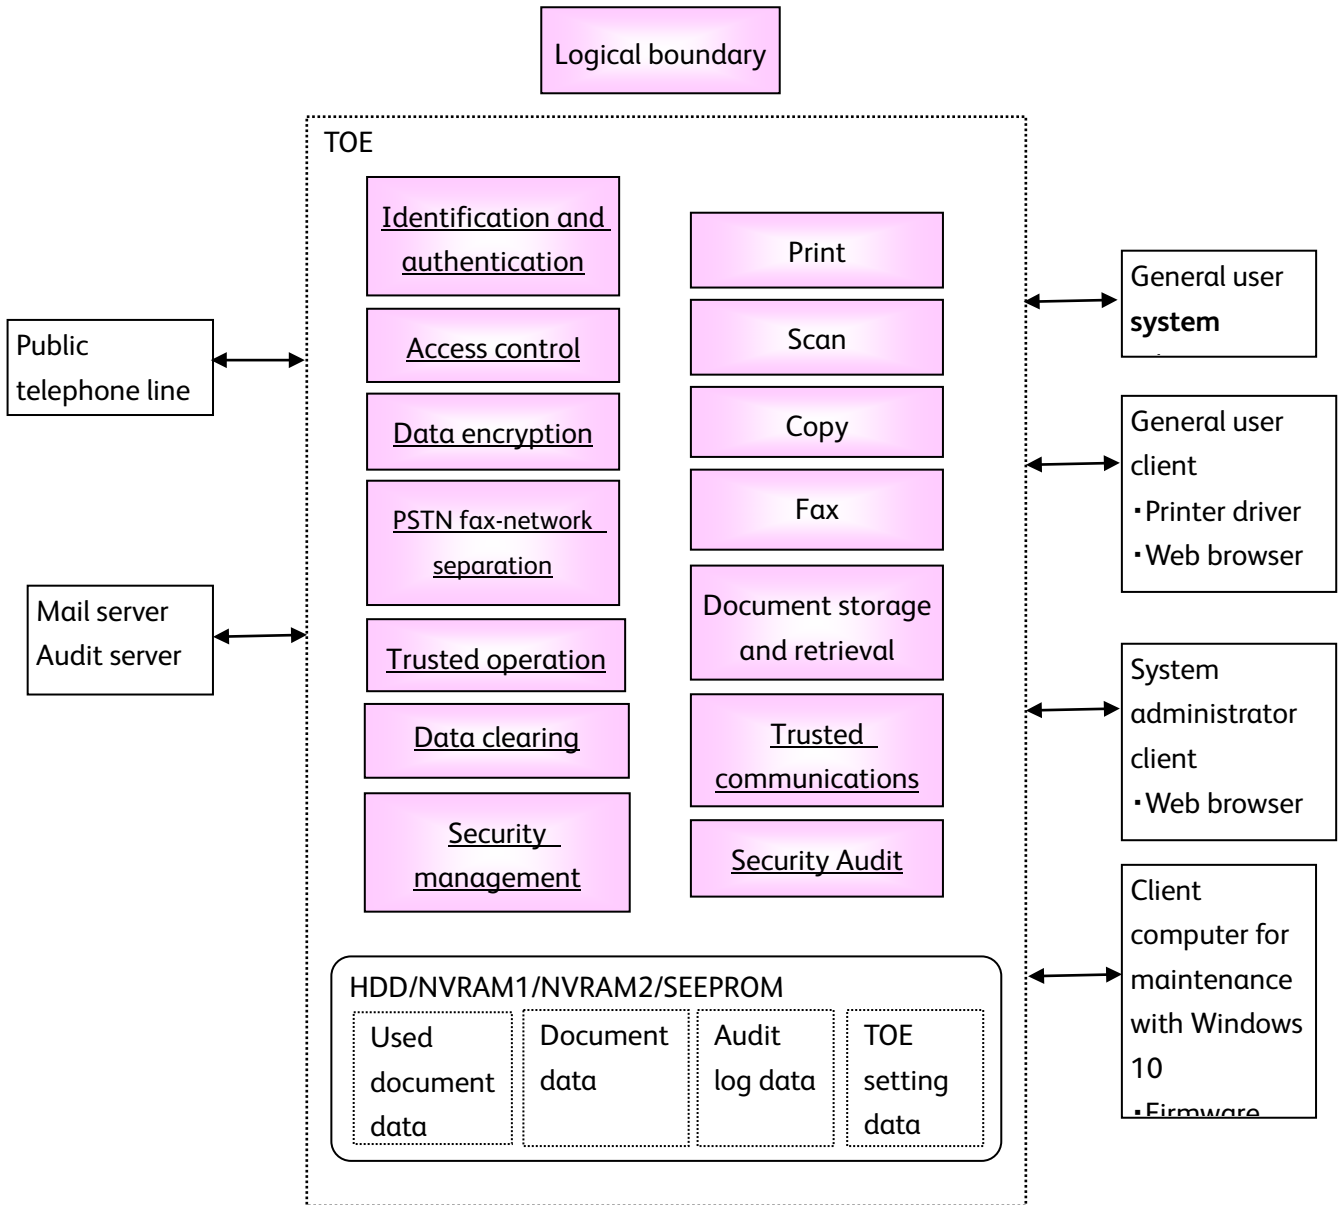 Logical boundary
TOE
Identification and
authentication
Access control
Data encryption
PSTN fax-network
separation
Trusted operation
Data clearing
Security
management
Print
Scan
Copy
Fax
Document storage
and retrieval
Trusted
communications
Security Audit
HDD/NVRAM1/NVRAM2/SEEPROM
Used
document
data
Document
data
Audit
log data
TOE
setting
data
Public
telephone line
Mail server
Audit server
General user
system
General user
client
・Printer driver
・Web browser
System
administrator
client
・Web browser
Client
computer for
maintenance
with Windows
10
・Firmware